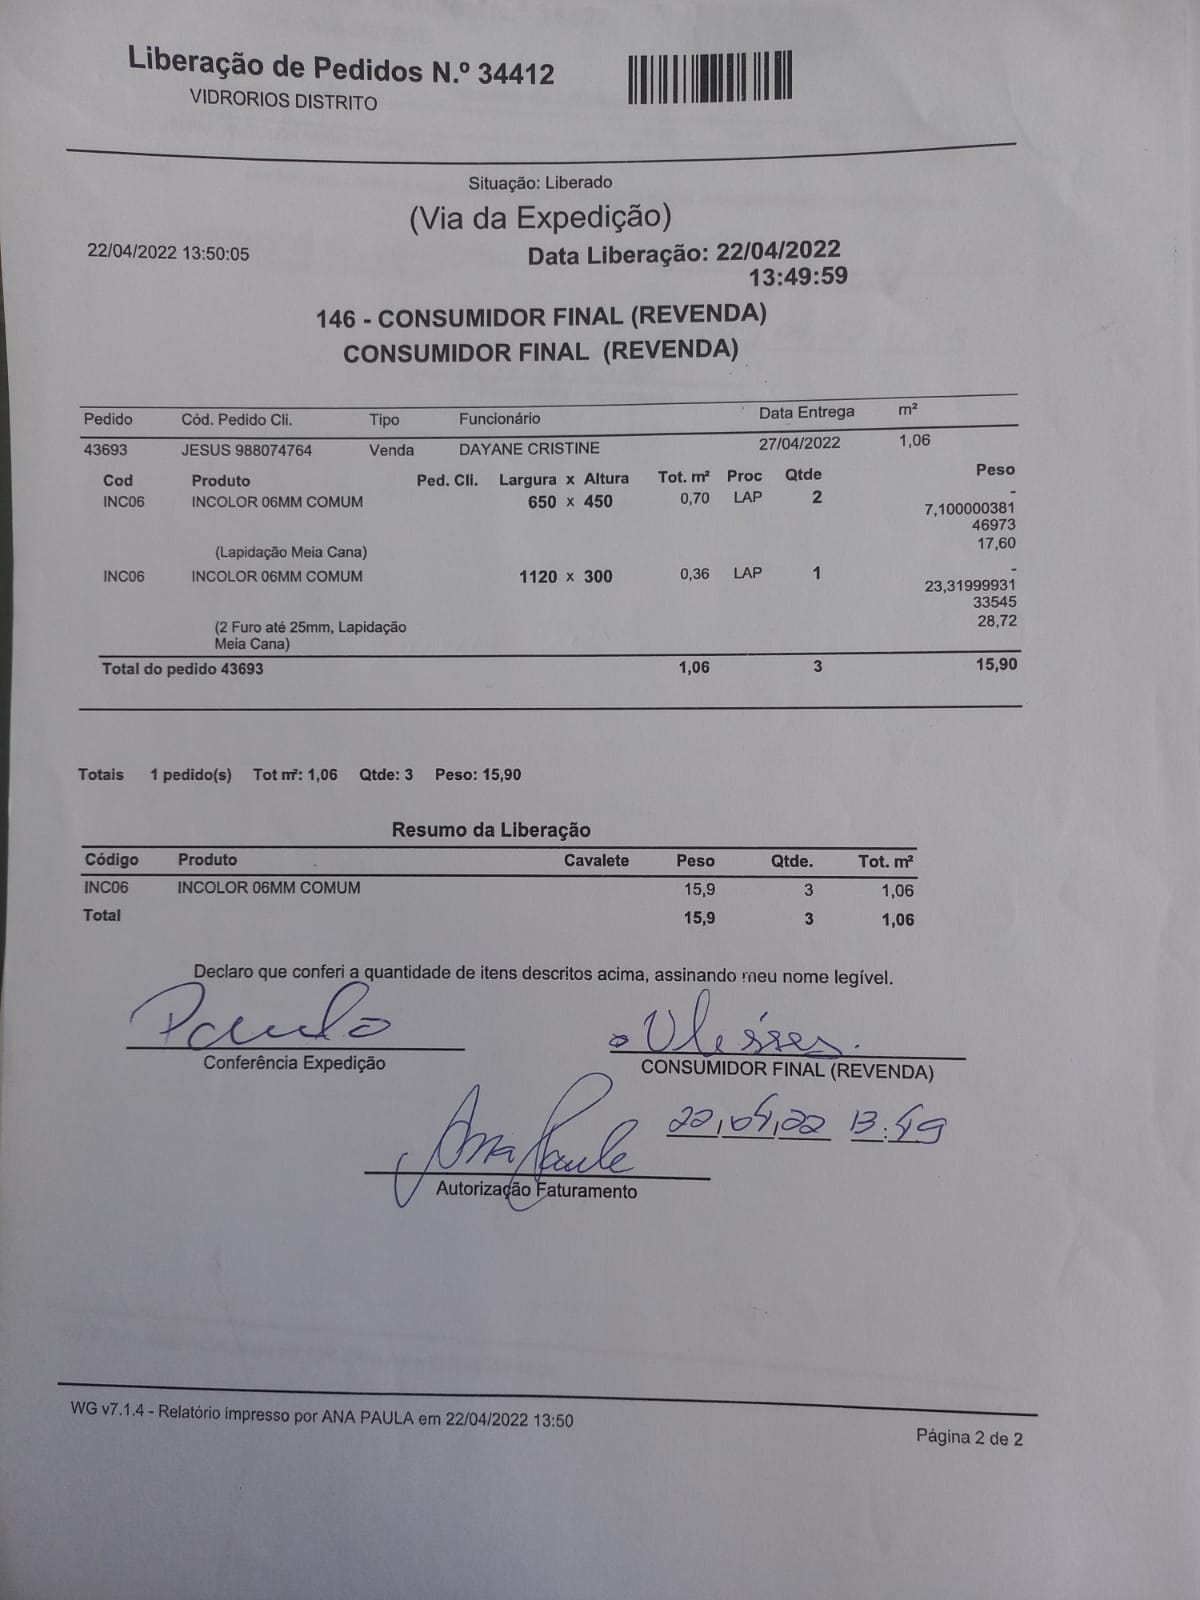 Liberação de Pedidos N.º 34412
VIDRORIOS DISTRITO
Situação: Liberado
(Via da Expedição)
22/04/2022 13:50:05
Data Liberação: 22/04/2022
13:49:59
146 - CONSUMIDOR FINAL (REVENDA)
CONSUMIDOR FINAL (REVENDA)
Pedido Cód. Pedido Cli. Tipo Funcionário Data Entrega m²
43693 JESUS 988074764 Venda DAYANE CRISTINE 27/04/2022 1,06
Cod Produto Ped. Cli. Largura x Altura Tot. m² Proc Qtde Peso
INC06 INCOLOR 06MM COMUM 650 x 450 0,70 LAP 2 -
7,100000381
46973
17,60
(Lapidação Meia Cana)
INC06 INCOLOR 06MM COMUM 1120 x 300 0,36 LAP 1 -
23,31999931
33545
28,72
(2 Furo até 25mm, Lapidação
Meia Cana)
Total do pedido 43693 1,06 3 15,90
Totais 1 pedido(s) Tot m²: 1,06 Qtde: 3 Peso: 15,90
Resumo da Liberação
Código Produto Cavalete Peso Qtde. Tot. m²
INC06 INCOLOR 06MM COMUM 15,9 3 1,06
Total 15,9 3 1,06
Declaro que conferi a quantidade de itens descritos acima, assinando meu nome legível.
Paulo Ulisses.
Conferência Expedição CONSUMIDOR FINAL (REVENDA)
22,04,22 13:49
Ana Paula
Autorização Faturamento
WG v7.1.4 - Relatório impresso por ANA PAULA em 22/04/2022 13:50
Página 2 de 2